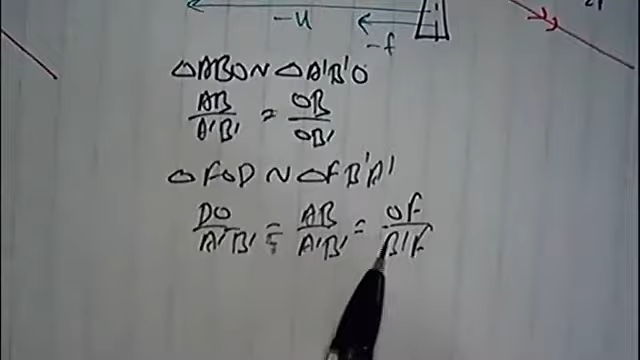 -u
-f
△ABO ~ △A'B'O
AB/A'B' = OB/OB'
△FOD ~ △FB'A'
DO/A'B' = AB/A'B' = OF/B'F